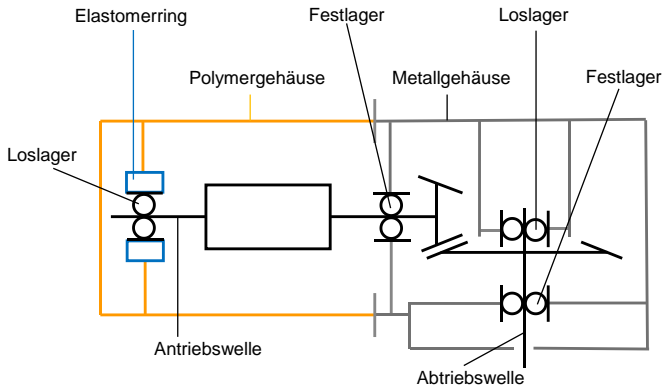 Elastomerring
Festlager
Loslager
Polymergehäuse
Metallgehäuse
Festlager
Loslager
Antriebswelle
Abtriebswelle